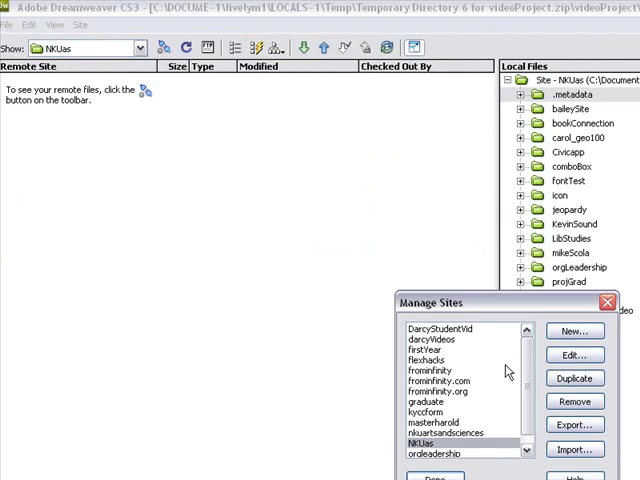 Adobe Dreamweaver CS3 - [C:\DOCUME~1\livelym1\LOCALS~1\Temp\Temporary Directory 6 for videoProject.zip\videoProject
File Edit View Site
Show: NKUas
Remote Site Size Type Modified Checked Out By
Local Files
To see your remote files, click the
button on the toolbar.
Site - NKUas (C:\Document
.metadata
baileySite
bookConnection
carol_geo100
Civicapp
comboBox
fontTest
icon
jeopardy
KevinSound
LibStudies
mikeScola
orgLeadership
projGrad
deo
Manage Sites
DarcyStudentVid
darcyVideos
firstYear
flexhacks
frominfinity
frominfinity.com
frominfinity.org
graduate
kyccform
masterharold
nkuartsandsciences
NKUas
orgleadership
New...
Edit...
Duplicate
Remove
Export...
Import...
Done
Help